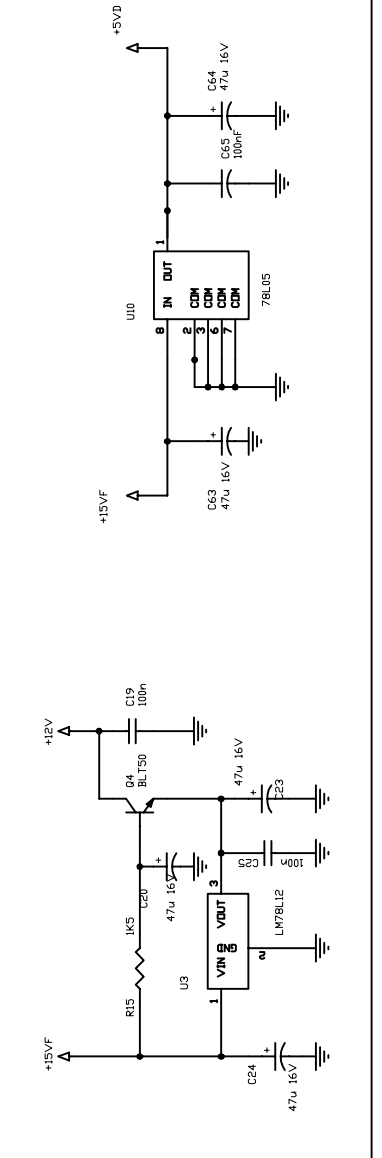 +5VD
C64
47u 16V
C65
100nF
U10
1
OUT
IN
8
COM
COM
COM
COM
2
3
6
7
78L05
+15VF
C63
47u 16V
+12V
C19
100n
Q4
BLT50
47u 16V
C23
C20
47u 16V
C25
100n
1K5
R15
U3
3
VOUT
GND
VIN
2
1
LM78L12
+15VF
C24
47u 16V